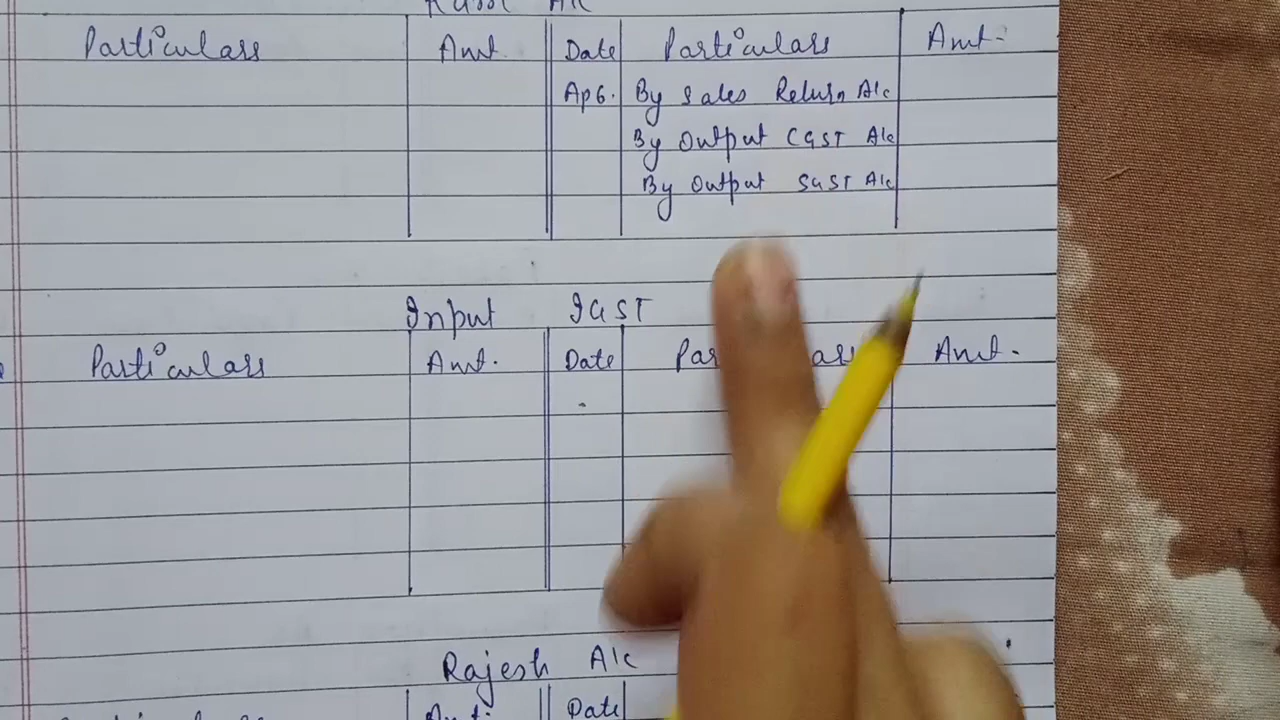 A/c
Particulars Amt. Date Particulars Amt-
Ap 6. By Sales Return A/c
By Output CGST A/c
By Output SGST A/c
Input IGST
Particulars Amt. Date Amt.
Rajesh A/c
Amt. Date